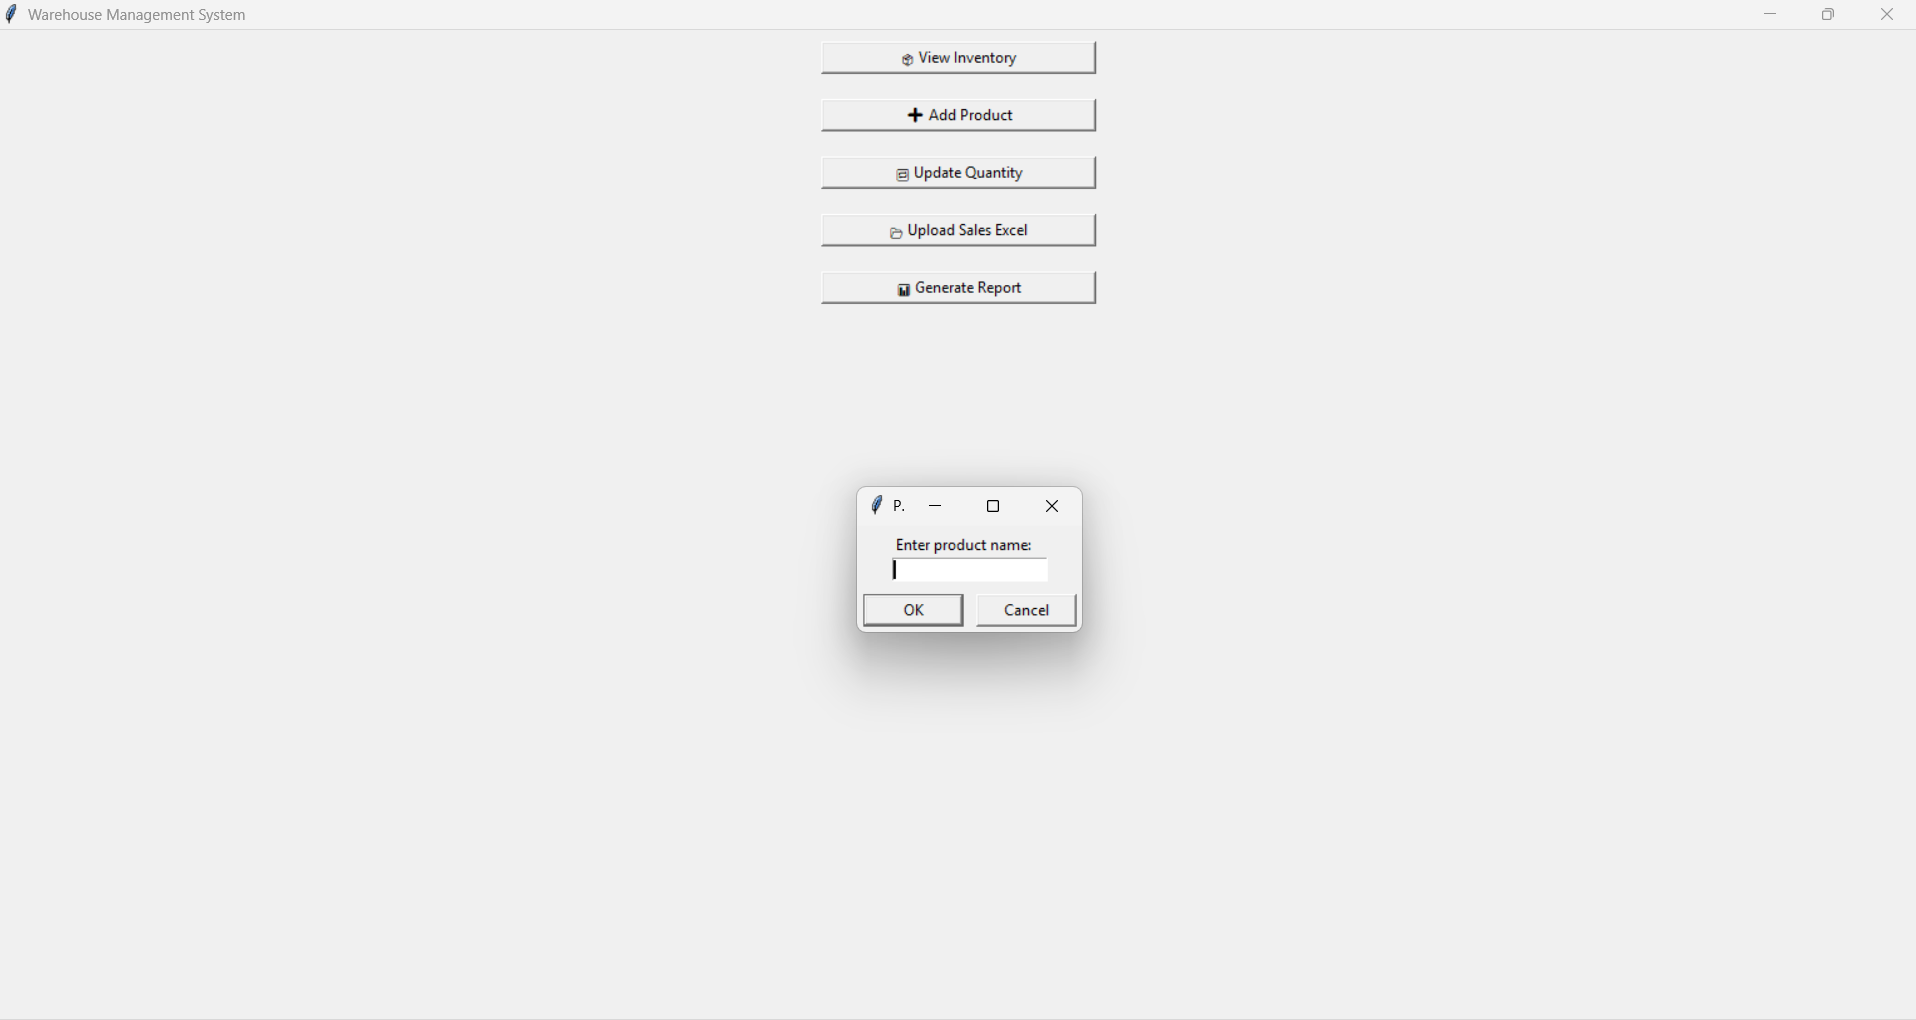 Warehouse Management System
View Inventory
Add Product
Update Quantity
Upload Sales Excel
Generate Report
P.
Enter product name:
OK Cancel